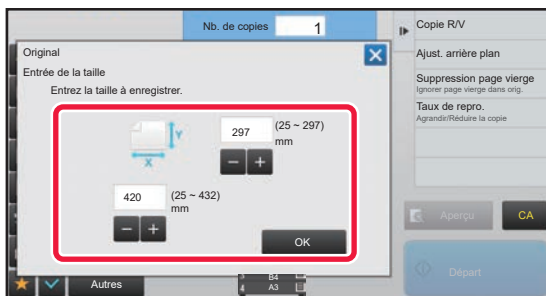 Nb. de copies 1
Original
Entrée de la taille
Entrez la taille à enregistrer.
Y
X
297 (25 ~ 297)
mm
420 (25 ~ 432)
mm
OK
Autres
3 B4
4 A3
Copie R/V
Ajust. arrière plan
Suppression page vierge
Ignorer page vierge dans orig.
Taux de repro.
Agrandir/Réduire la copie
Aperçu
CA
Départ